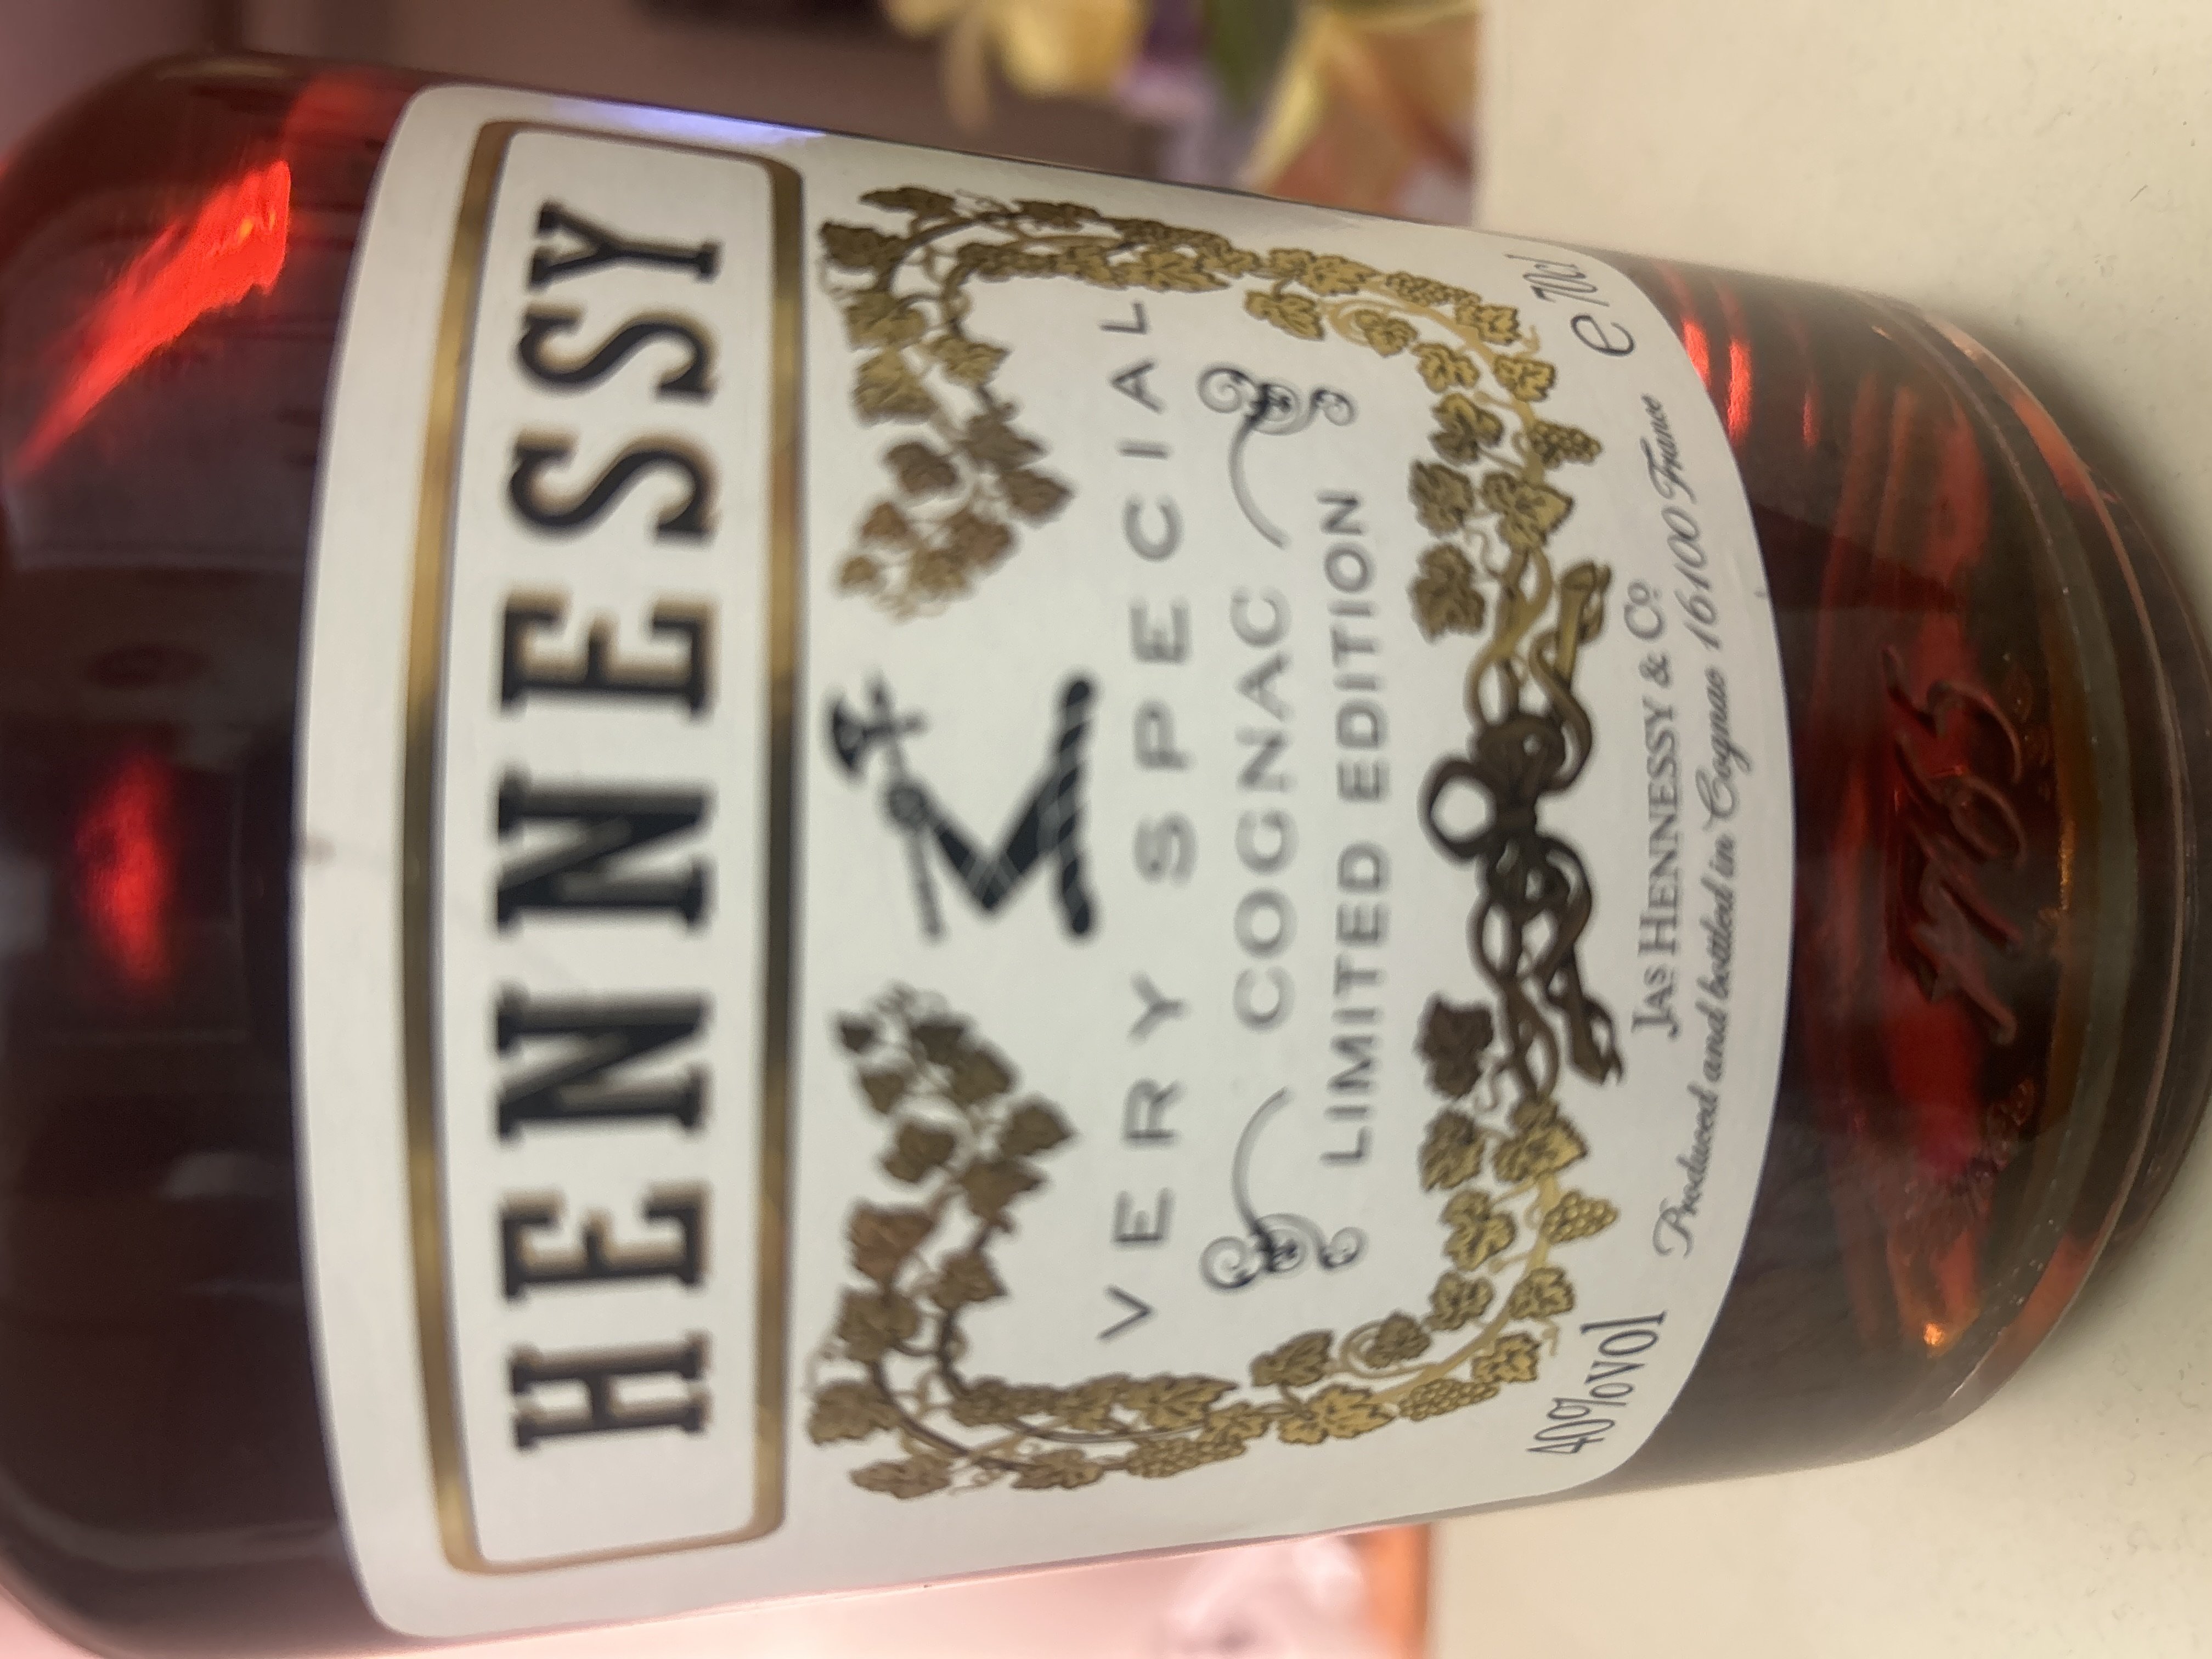 HENNESSY
VERY SPECIAL
COGNAC
LIMITED EDITION
JAS HENNESSY & Cº
Produced and bottled in Cognac 16100 France
40%vol
e 70cl
1765